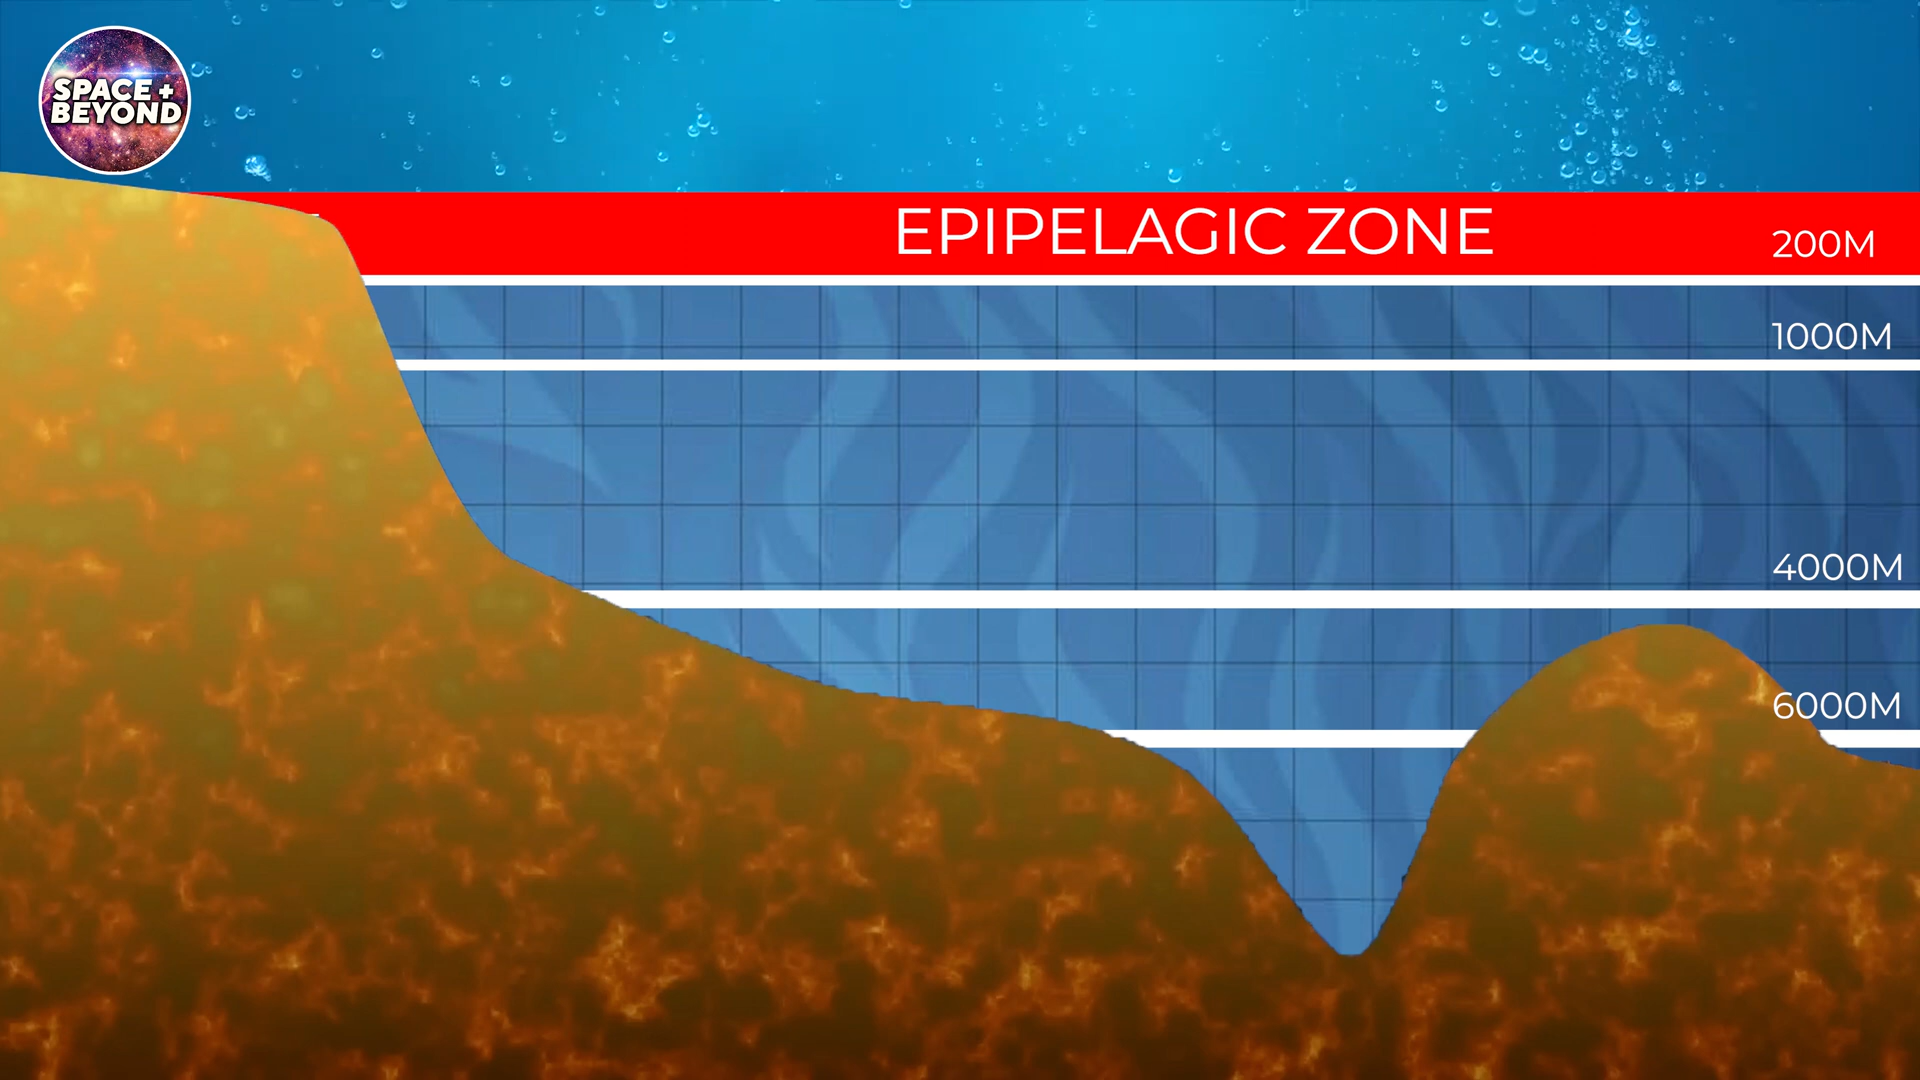 SPACE +
BEYOND
EPIPELAGIC ZONE
200M
1000M
4000M
6000M